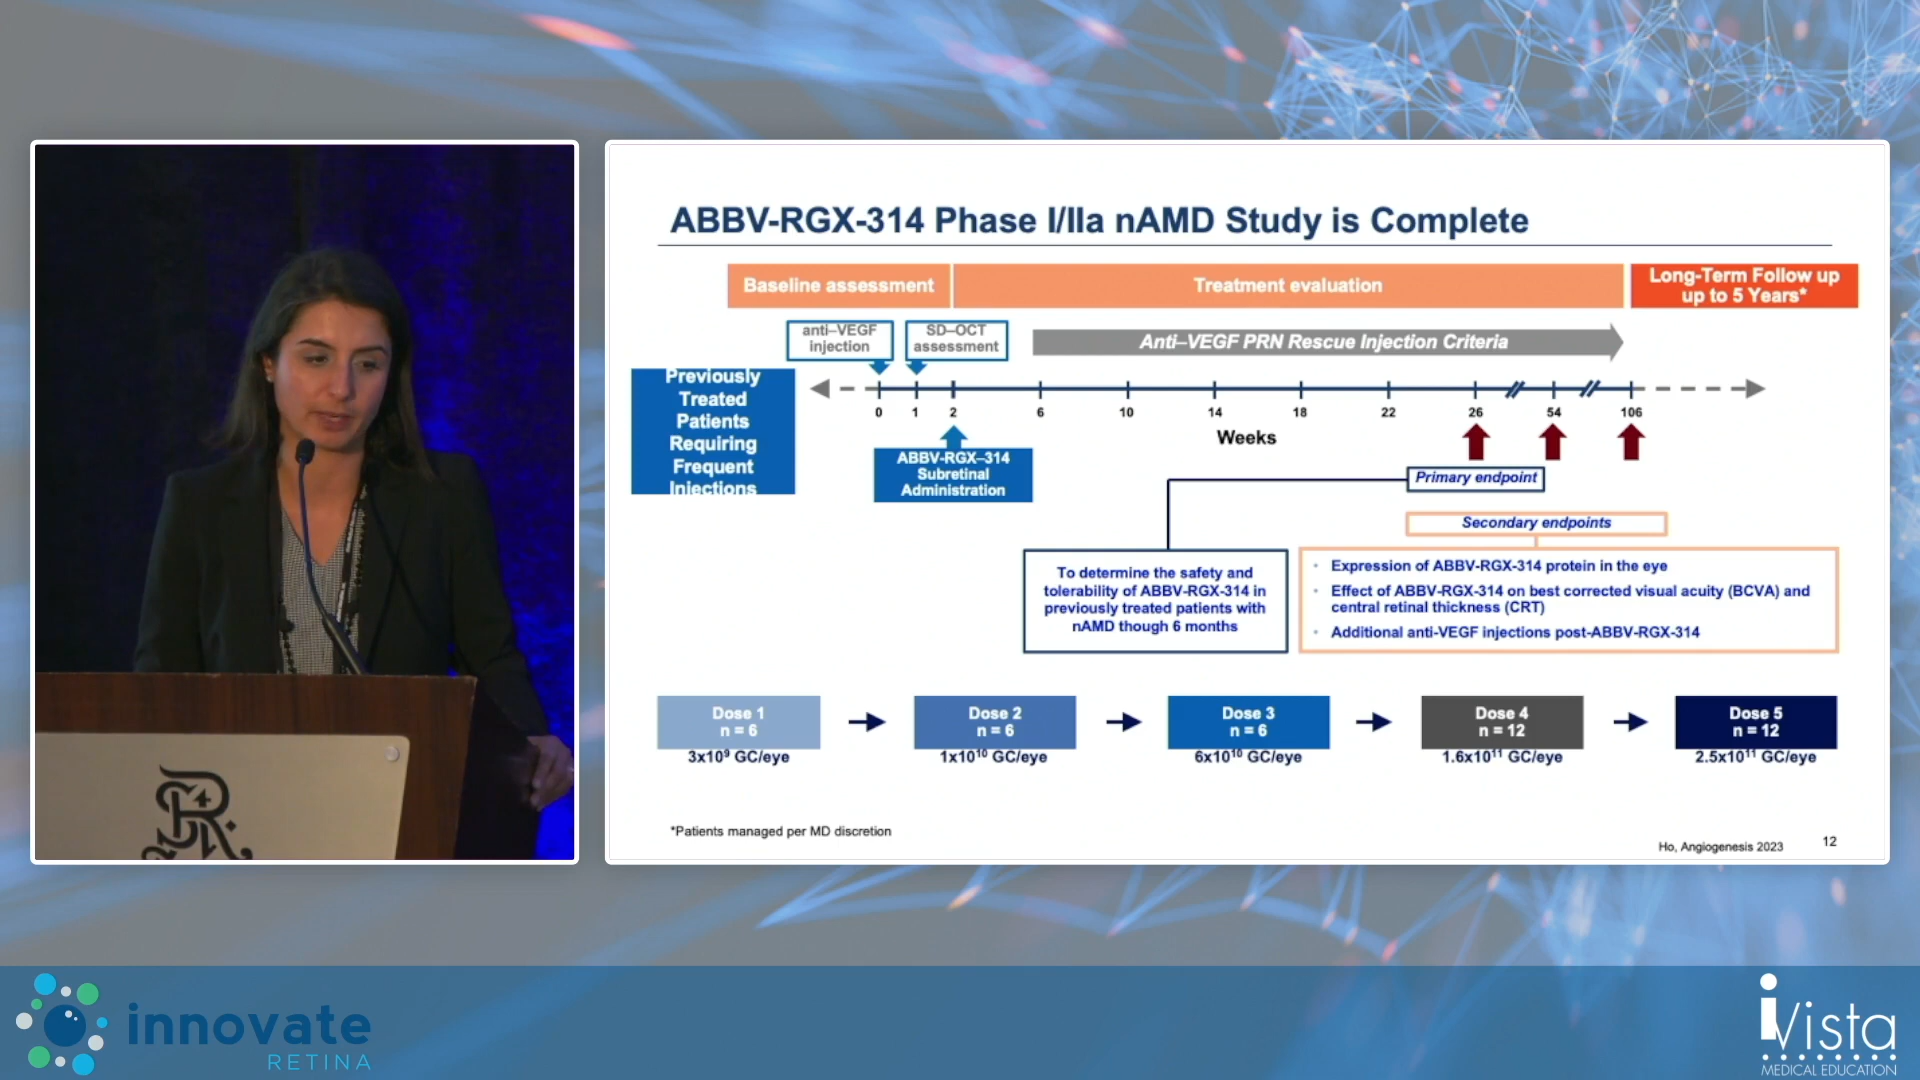 ABBV-RGX-314 Phase I/IIa nAMD Study is Complete
Baseline assessment
Treatment evaluation
Long-Term Follow up
up to 5 Years*
anti–VEGF
injection
SD–OCT
assessment
Anti–VEGF PRN Rescue Injection Criteria
Previously
Treated
Patients
Requiring
Frequent
Injections
0 1 2 6 10 14 18 22 26 54 106
Weeks
ABBV-RGX–314
Subretinal
Administration
Primary endpoint
Secondary endpoints
To determine the safety and
tolerability of ABBV-RGX-314 in
previously treated patients with
nAMD though 6 months
• Expression of ABBV-RGX-314 protein in the eye
• Effect of ABBV-RGX-314 on best corrected visual acuity (BCVA) and
central retinal thickness (CRT)
• Additional anti-VEGF injections post-ABBV-RGX-314
Dose 1
n = 6
3x10⁹ GC/eye
Dose 2
n = 6
1x10¹⁰ GC/eye
Dose 3
n = 6
6x10¹⁰ GC/eye
Dose 4
n = 12
1.6x10¹¹ GC/eye
Dose 5
n = 12
2.5x10¹¹ GC/eye
*Patients managed per MD discretion
Ho, Angiogenesis 2023
12
innovate
RETINA
iVista
MEDICAL EDUCATION